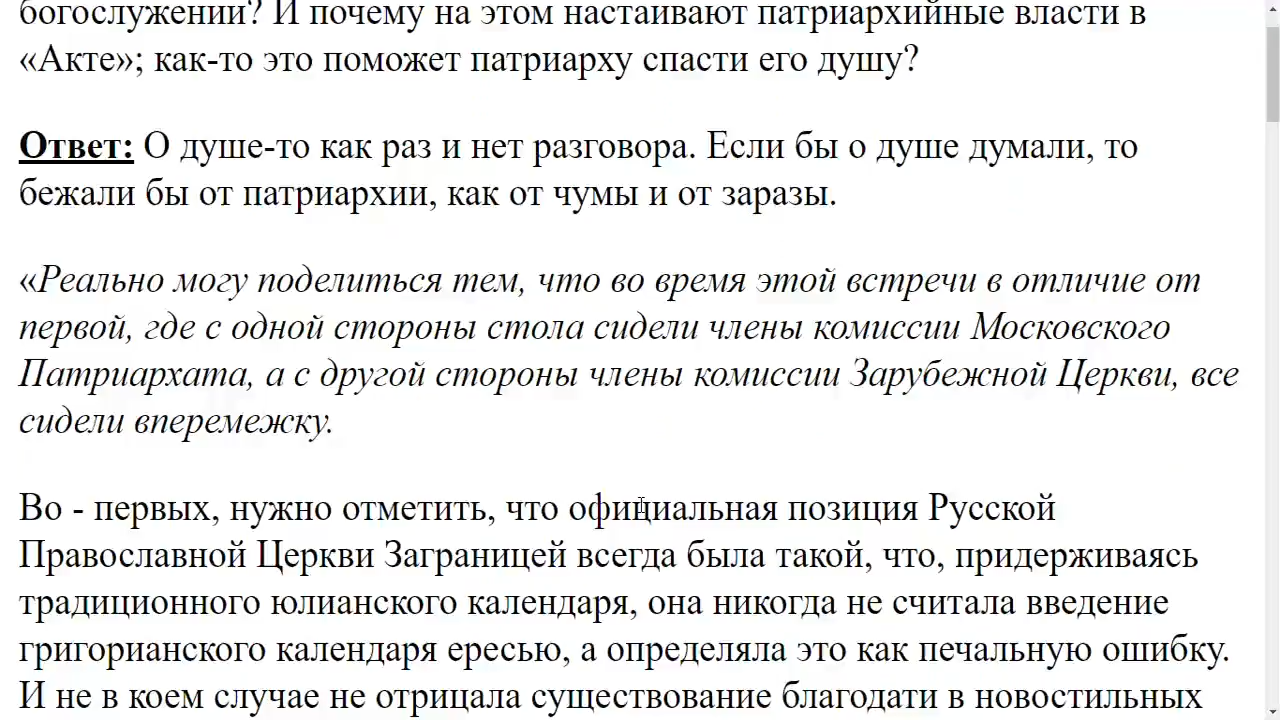 богослужении? И почему на этом настаивают патриархийные власти в
«Акте»; как-то это поможет патриарху спасти его душу?
Ответ: О душе-то как раз и нет разговора. Если бы о душе думали, то
бежали бы от патриархии, как от чумы и от заразы.
«Реально могу поделиться тем, что во время этой встречи в отличие от
первой, где с одной стороны стола сидели члены комиссии Московского
Патриархата, а с другой стороны члены комиссии Зарубежной Церкви, все
сидели вперемежку.
Во - первых, нужно отметить, что официальная позиция Русской
Православной Церкви Заграницей всегда была такой, что, придерживаясь
традиционного юлианского календаря, она никогда не считала введение
григорианского календаря ересью, а определяла это как печальную ошибку.
И не в коем случае не отрицала существование благодати в новостильных